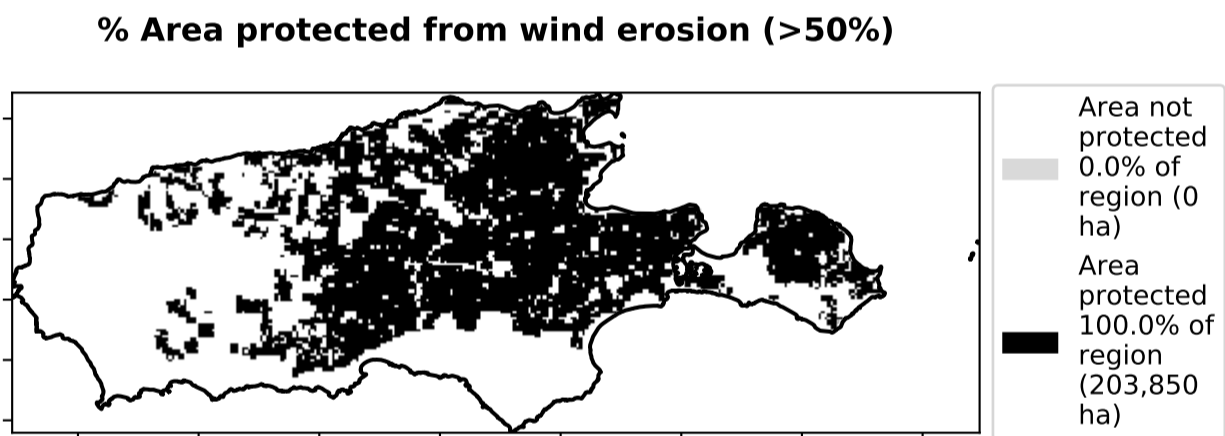 % Area protected from wind erosion (>50%)
Area not
protected
0.0% of
region (0
ha)
Area
protected
100.0% of
region
(203,850
ha)